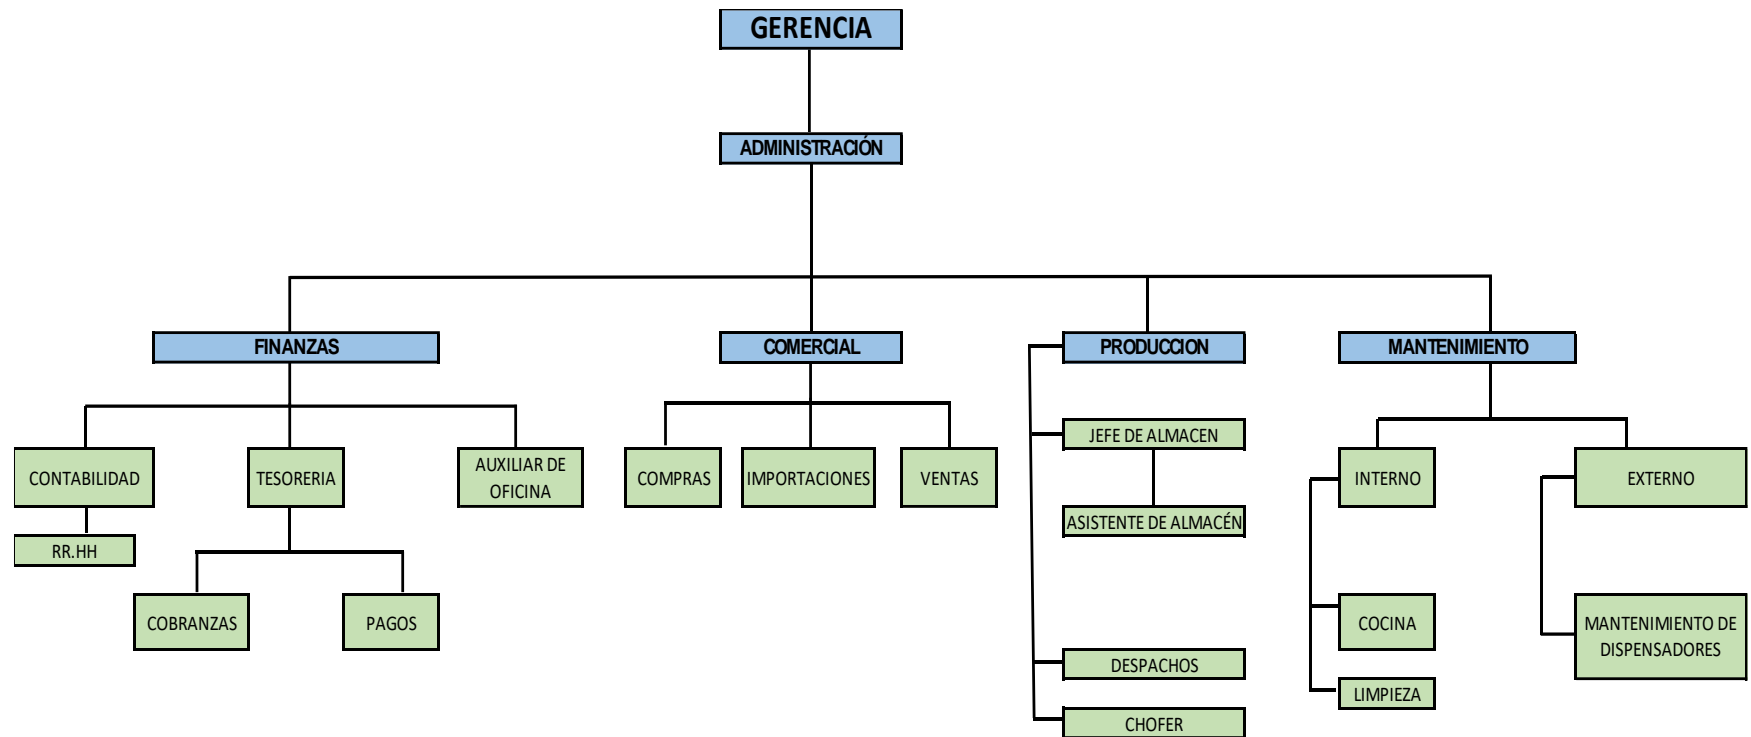 GERENCIA
ADMINISTRACIÓN
FINANZAS
COMERCIAL
PRODUCCION
MANTENIMIENTO
JEFE DE ALMACEN
CONTABILIDAD
TESORERIA
AUXILIAR DE
OFICINA
COMPRAS
IMPORTACIONES
VENTAS
INTERNO
EXTERNO
ASISTENTE DE ALMACÉN
RR.HH
COBRANZAS
PAGOS
COCINA
MANTENIMIENTO DE
DISPENSADORES
DESPACHOS
LIMPIEZA
CHOFER